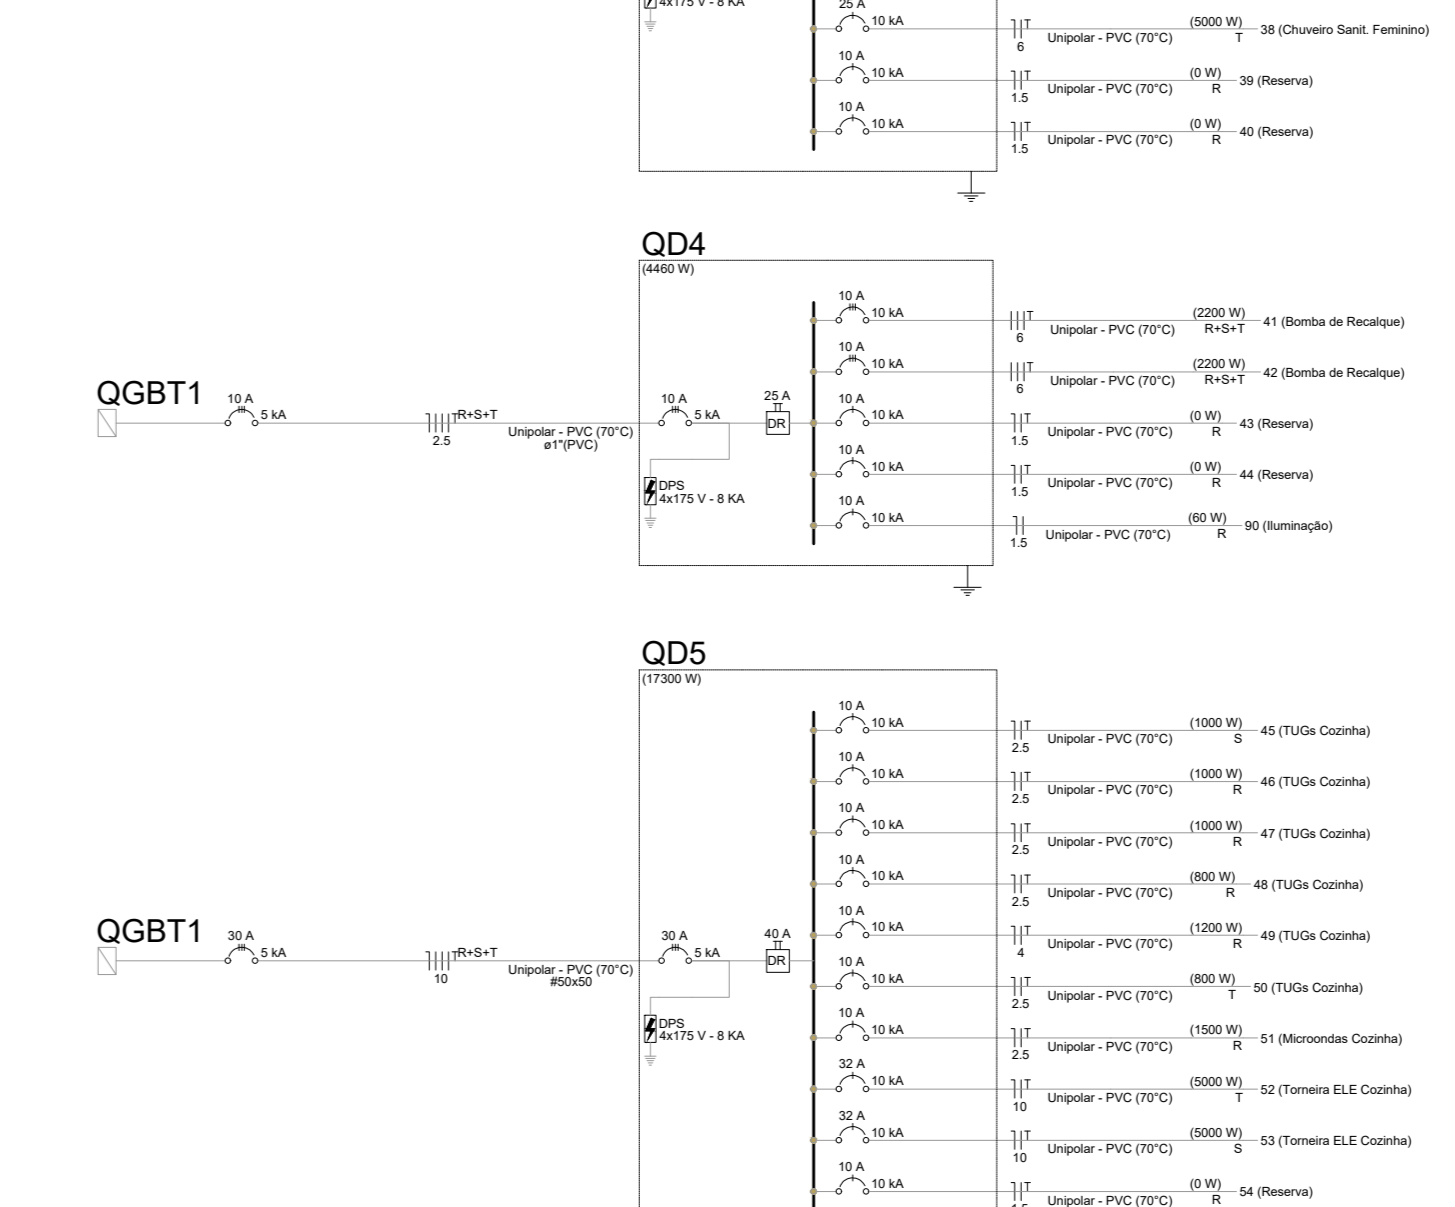 4x175 V - 8 KA
25 A
10 kA
6
T
Unipolar - PVC (70°C)
(5000 W)
T
38 (Chuveiro Sanit. Feminino)
10 A
10 kA
1.5
T
Unipolar - PVC (70°C)
(0 W)
R
39 (Reserva)
10 A
10 kA
1.5
T
Unipolar - PVC (70°C)
(0 W)
R
40 (Reserva)
QD4
(4460 W)
10 A
10 kA
6
T
Unipolar - PVC (70°C)
(2200 W)
R+S+T
41 (Bomba de Recalque)
10 A
10 kA
6
T
Unipolar - PVC (70°C)
(2200 W)
R+S+T
42 (Bomba de Recalque)
QGBT1
10 A
5 kA
T
R+S+T
2.5
Unipolar - PVC (70°C)
ø1"(PVC)
10 A
5 kA
25 A
DR
DPS
4x175 V - 8 KA
10 A
10 kA
1.5
T
Unipolar - PVC (70°C)
(0 W)
R
43 (Reserva)
10 A
10 kA
1.5
T
Unipolar - PVC (70°C)
(0 W)
R
44 (Reserva)
10 A
10 kA
1.5
Unipolar - PVC (70°C)
(60 W)
R
90 (Iluminação)
QD5
(17300 W)
10 A
10 kA
2.5
T
Unipolar - PVC (70°C)
(1000 W)
S
45 (TUGs Cozinha)
10 A
10 kA
2.5
T
Unipolar - PVC (70°C)
(1000 W)
R
46 (TUGs Cozinha)
10 A
10 kA
2.5
T
Unipolar - PVC (70°C)
(1000 W)
R
47 (TUGs Cozinha)
10 A
10 kA
2.5
T
Unipolar - PVC (70°C)
(800 W)
R
48 (TUGs Cozinha)
10 A
10 kA
4
T
Unipolar - PVC (70°C)
(1200 W)
R
49 (TUGs Cozinha)
QGBT1
30 A
5 kA
T
R+S+T
10
Unipolar - PVC (70°C)
#50x50
30 A
5 kA
40 A
DR
DPS
4x175 V - 8 KA
10 A
10 kA
2.5
T
Unipolar - PVC (70°C)
(800 W)
T
50 (TUGs Cozinha)
10 A
10 kA
2.5
T
Unipolar - PVC (70°C)
(1500 W)
R
51 (Microondas Cozinha)
32 A
10 kA
10
T
Unipolar - PVC (70°C)
(5000 W)
T
52 (Torneira ELE Cozinha)
32 A
10 kA
10
T
Unipolar - PVC (70°C)
(5000 W)
S
53 (Torneira ELE Cozinha)
10 A
10 kA
T
Unipolar - PVC (70°C)
(0 W)
R
54 (Reserva)